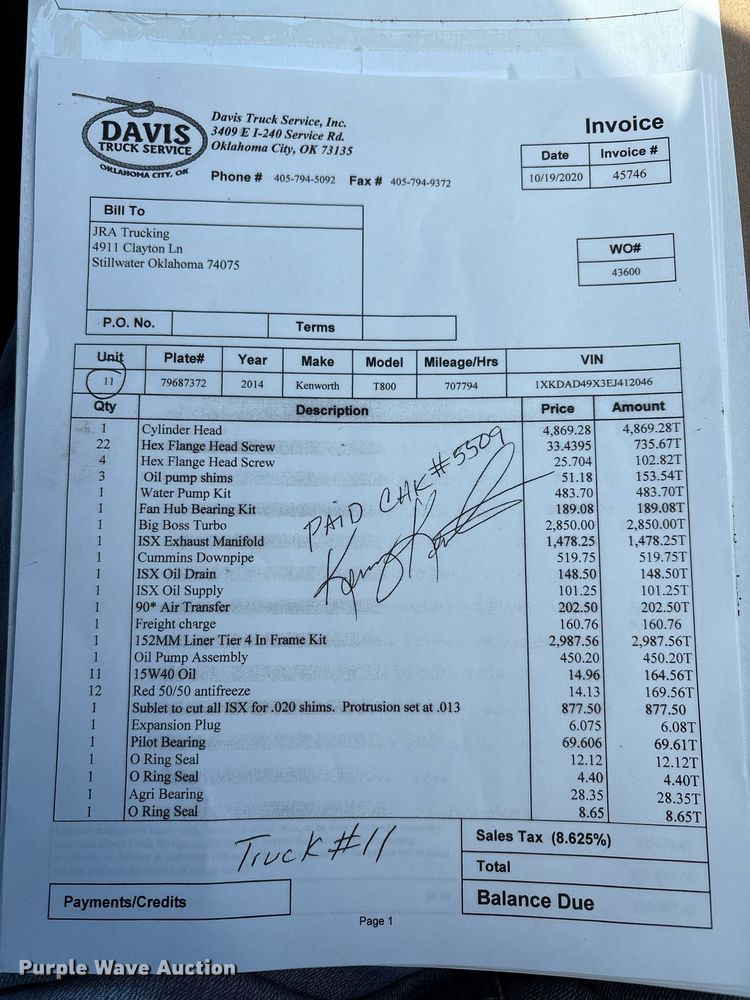 DAVIS
TRUCK SERVICE
OKLAHOMA CITY, OK
Davis Truck Service, Inc.
3409 E I-240 Service Rd.
Oklahoma City, OK 73135
Phone # 405-794-5092 Fax # 405-794-9372
Invoice
Date Invoice #
10/19/2020 45746
Bill To
JRA Trucking
4911 Clayton Ln
Stillwater Oklahoma 74075
WO#
43600
P.O. No. Terms
Unit Plate# Year Make Model Mileage/Hrs VIN
11 79687372 2014 Kenworth T800 707794 1XKDAD49X3EJ412046
Qty Description Price Amount
1 Cylinder Head 4,869.28 4,869.28T
22 Hex Flange Head Screw 33.4395 735.67T
4 Hex Flange Head Screw 25.704 102.82T
3 Oil pump shims 51.18 153.54T
1 Water Pump Kit 483.70 483.70T
1 Fan Hub Bearing Kit 189.08 189.08T
1 Big Boss Turbo 2,850.00 2,850.00T
1 ISX Exhaust Manifold 1,478.25 1,478.25T
1 Cummins Downpipe 519.75 519.75T
1 ISX Oil Drain 148.50 148.50T
1 ISX Oil Supply 101.25 101.25T
1 90* Air Transfer 202.50 202.50T
1 Freight charge 160.76 160.76
1 152MM Liner Tier 4 In Frame Kit 2,987.56 2,987.56T
1 Oil Pump Assembly 450.20 450.20T
11 15W40 Oil 14.96 164.56T
12 Red 50/50 antifreeze 14.13 169.56T
1 Sublet to cut all ISX for .020 shims. Protrusion set at .013 877.50 877.50
1 Expansion Plug 6.075 6.08T
1 Pilot Bearing 69.606 69.61T
1 O Ring Seal 12.12 12.12T
1 O Ring Seal 4.40 4.40T
1 Agri Bearing 28.35 28.35T
1 O Ring Seal 8.65 8.65T
PAID CHK #5509
Truck #11
Sales Tax (8.625%)
Total
Payments/Credits
Balance Due
Page 1
Purple Wave Auction